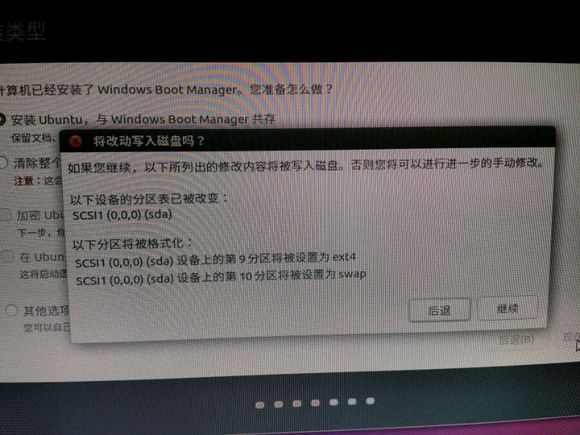 类型
计算机已经安装了 Windows Boot Manager。您准备怎么做？
安装 Ubuntu，与 Windows Boot Manager 共存
保留文档、
清除整个
注意：这会
加密 Ubu
下一步，你
在 Ubun
这将启动逻
其他选项
您可以自己
将改动写入磁盘吗？
如果您继续，以下所列出的修改内容将被写入磁盘。否则您将可以进行进一步的手动修改。
以下设备的分区表已被改变：
SCSI1 (0,0,0) (sda)
以下分区将被格式化：
SCSI1 (0,0,0) (sda) 设备上的第 9 分区将被设置为 ext4
SCSI1 (0,0,0) (sda) 设备上的第 10 分区将被设置为 swap
后退
继续
后退(B)